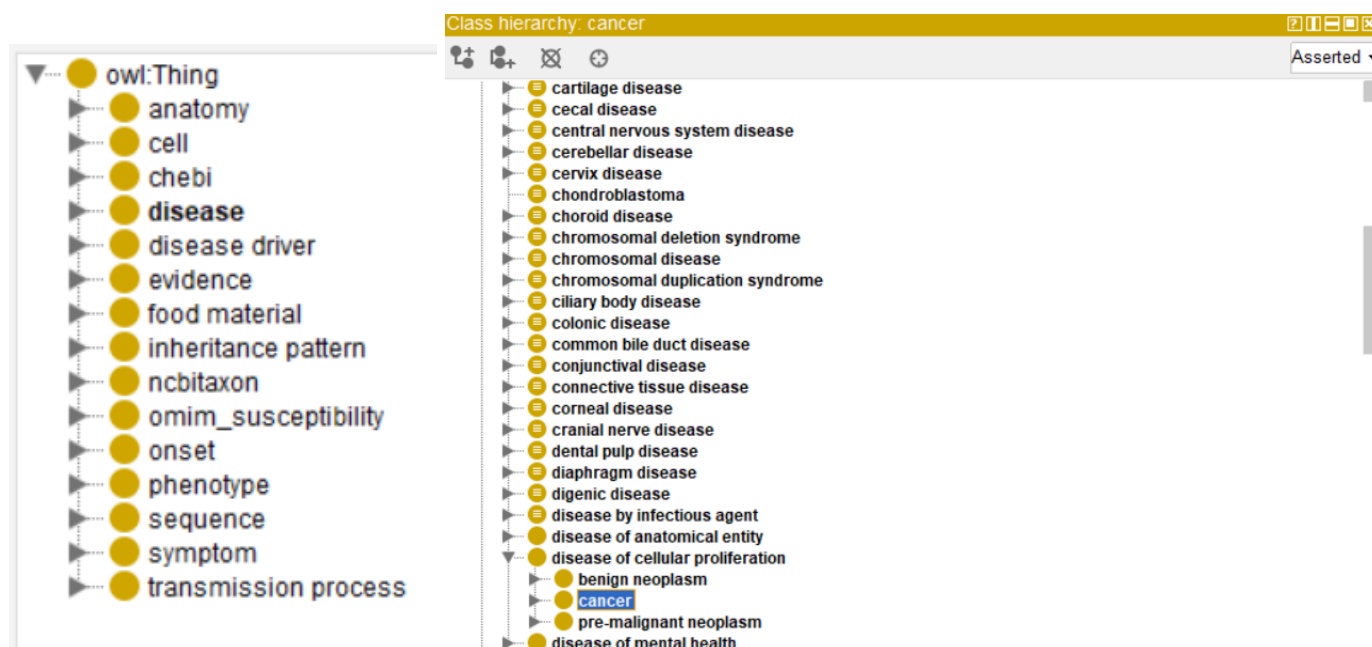 owl:Thing
anatomy
cell
chebi
disease
disease driver
evidence
food material
inheritance pattern
ncbitaxon
omim_susceptibility
onset
phenotype
sequence
symptom
transmission process
Class hierarchy: cancer
Asserted
cartilage disease
cecal disease
central nervous system disease
cerebellar disease
cervix disease
chondroblastoma
choroid disease
chromosomal deletion syndrome
chromosomal disease
chromosomal duplication syndrome
ciliary body disease
colonic disease
common bile duct disease
conjunctival disease
connective tissue disease
corneal disease
cranial nerve disease
dental pulp disease
diaphragm disease
digenic disease
disease by infectious agent
disease of anatomical entity
disease of cellular proliferation
benign neoplasm
cancer
pre-malignant neoplasm
disease of mental health